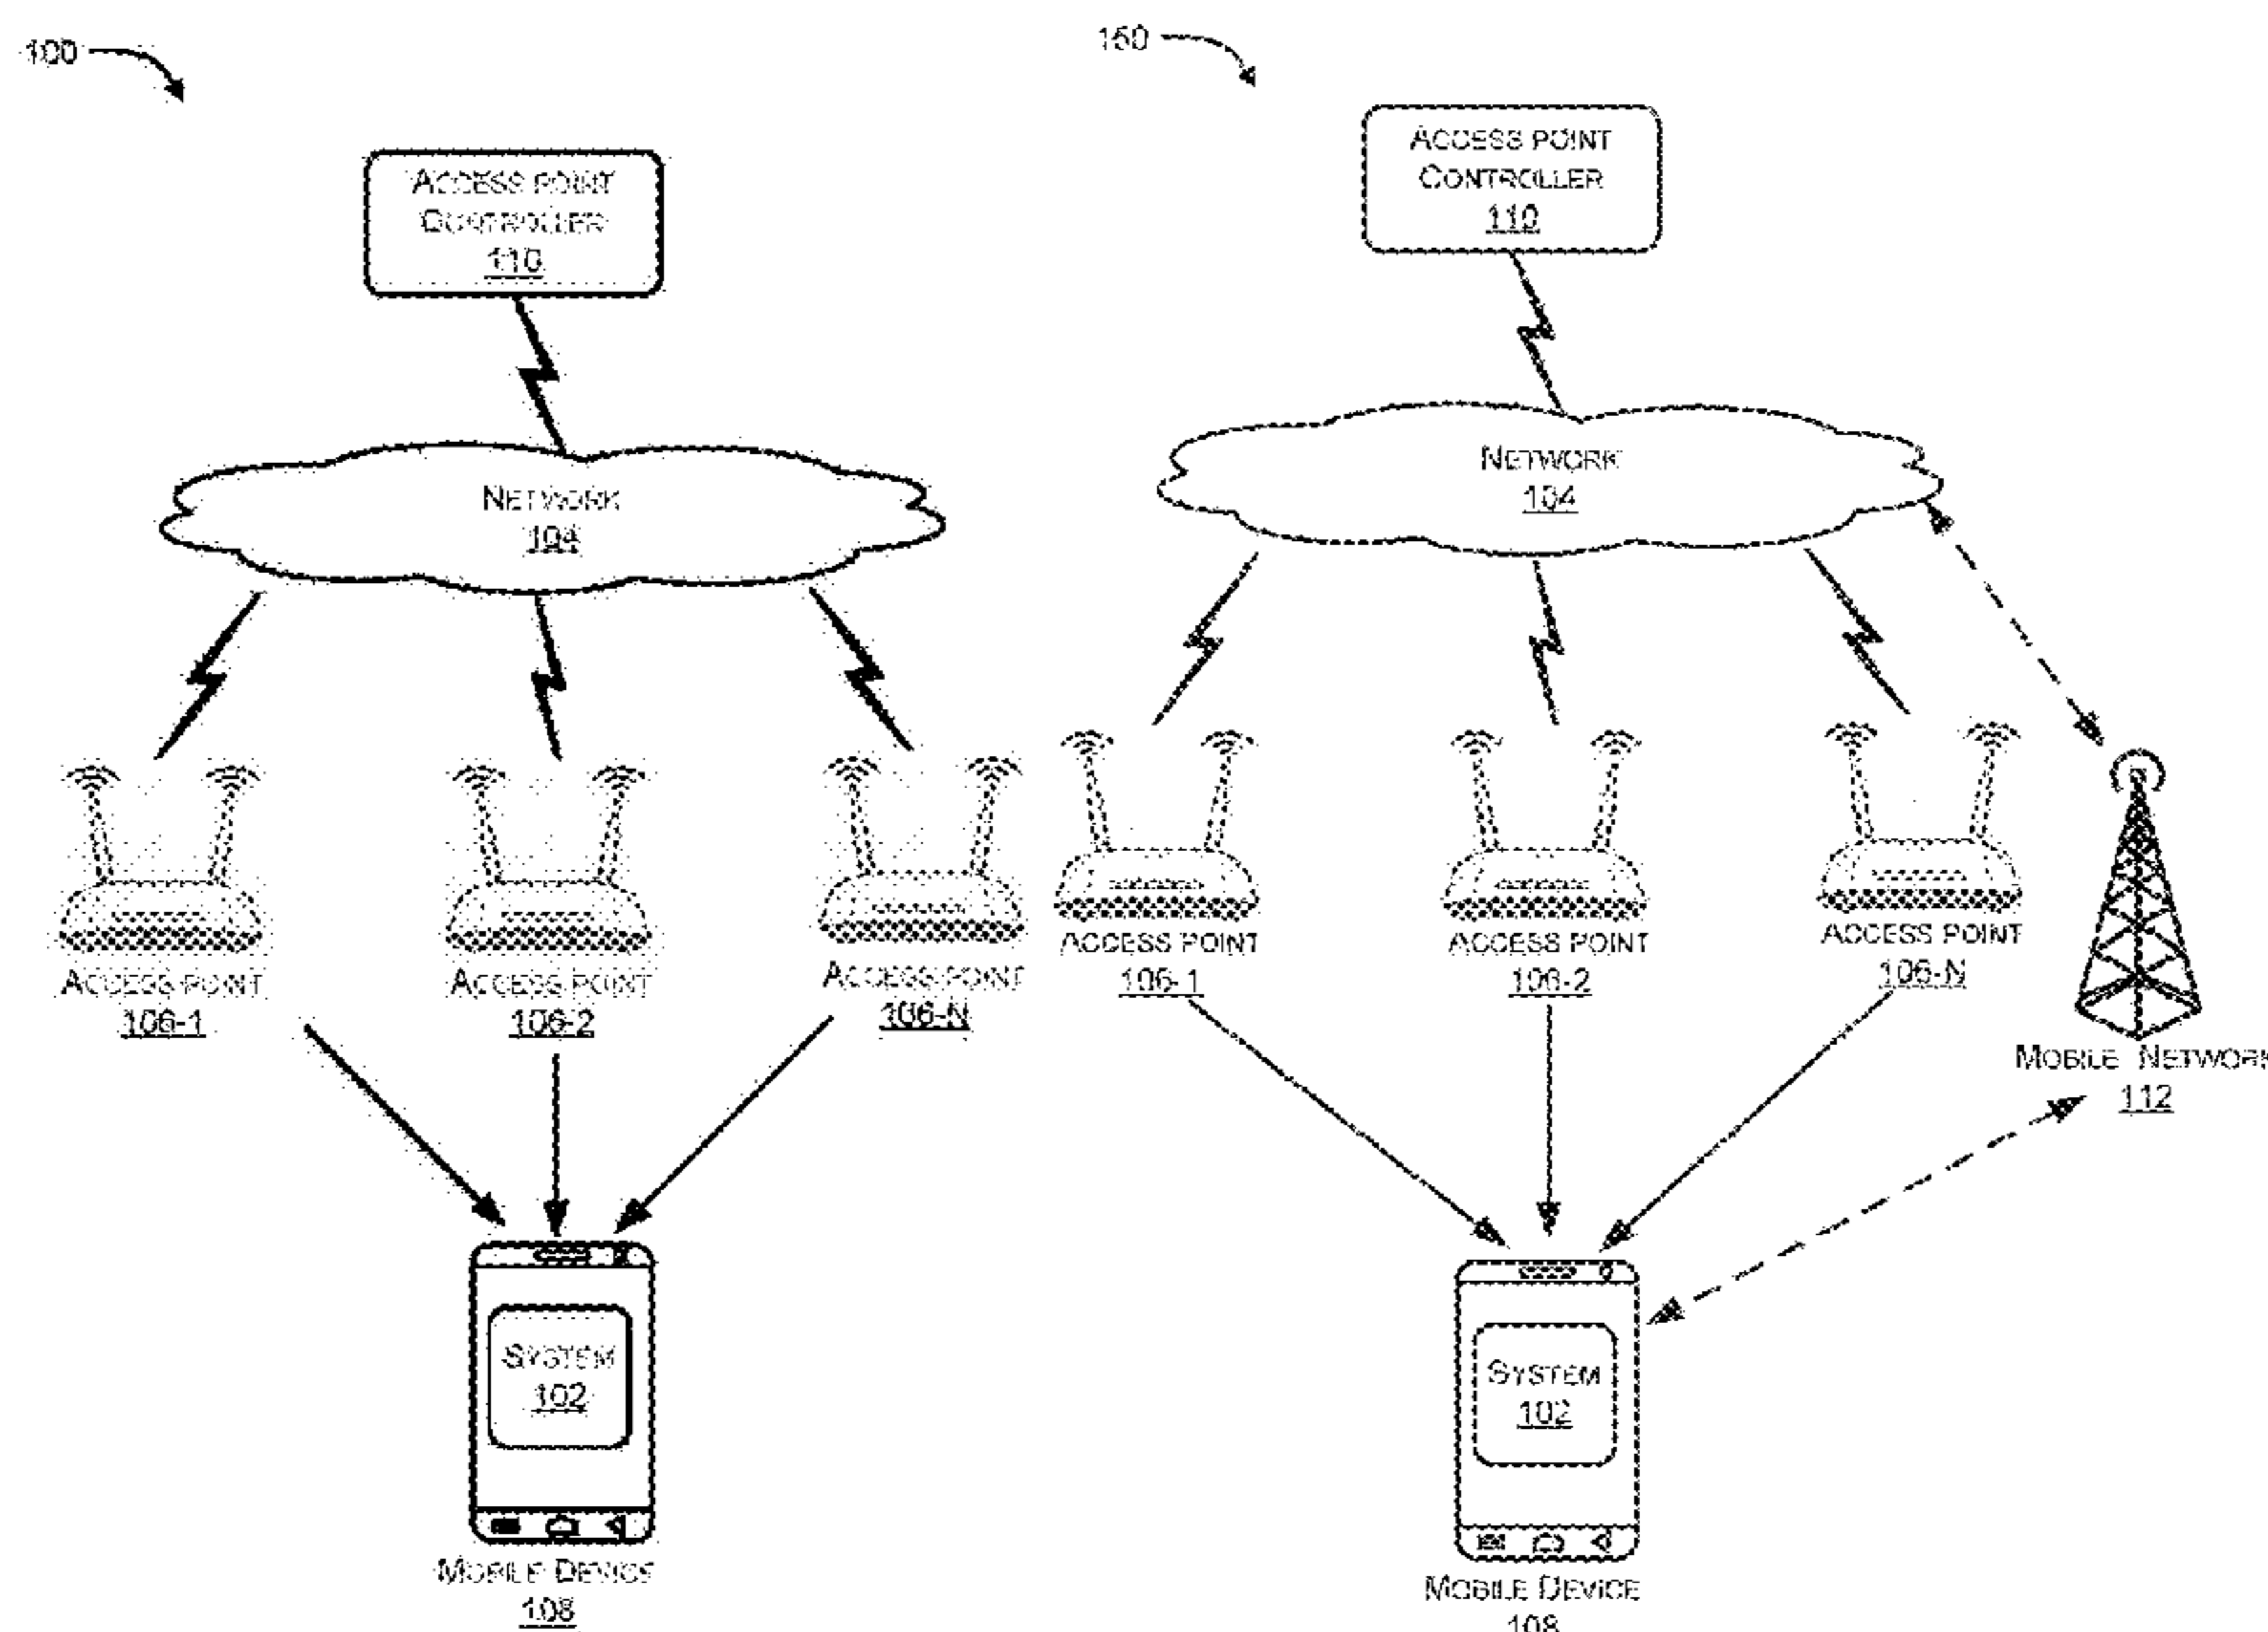 100
ACCESS POINT
CONTROLLER
110
NETWORK
104
ACCESS POINT
106-1
ACCESS POINT
106-2
ACCESS POINT
106-N
SYSTEM
102
MOBILE DEVICE
108
150
ACCESS POINT
CONTROLLER
110
NETWORK
104
ACCESS POINT
106-1
ACCESS POINT
106-2
ACCESS POINT
106-N
MOBILE NETWORK
112
SYSTEM
102
MOBILE DEVICE
108